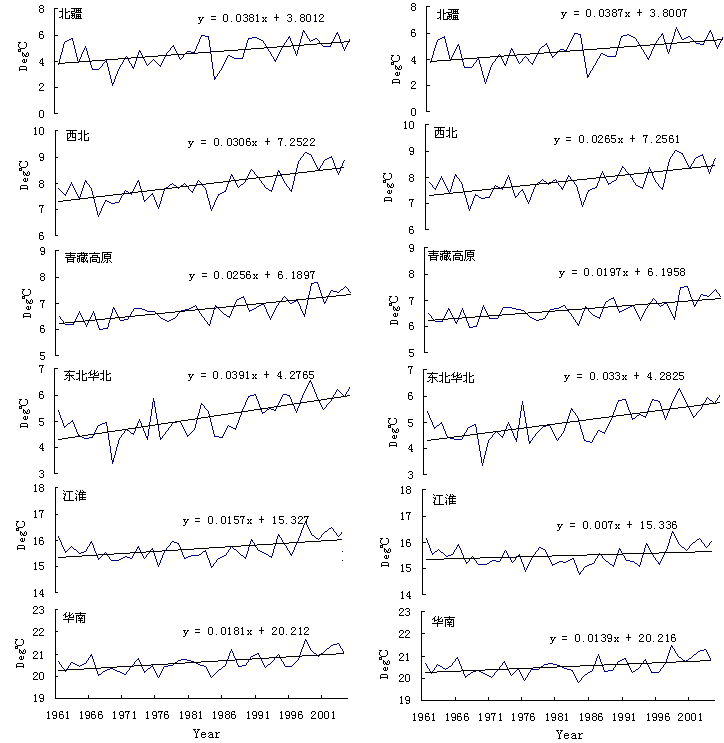 北疆
y = 0.0381x + 3.8012
8
6
4
2
0
Deg℃
北疆
y = 0.0387x + 3.8007
8
6
4
2
0
Deg℃
西北
y = 0.0306x + 7.2522
10
9
8
7
6
Deg℃
西北
y = 0.0265x + 7.2561
10
9
8
7
6
Deg℃
青藏高原
y = 0.0256x + 6.1897
9
8
7
6
5
Deg℃
青藏高原
y = 0.0197x + 6.1958
9
8
7
6
5
Deg℃
东北华北
y = 0.0391x + 4.2765
7
6
5
4
3
Deg℃
东北华北
y = 0.033x + 4.2825
7
6
5
4
3
Deg℃
江淮
y = 0.0157x + 15.327
18
17
16
15
14
Deg℃
江淮
y = 0.007x + 15.336
18
17
16
15
14
Deg℃
华南
y = 0.0181x + 20.212
23
22
21
20
19
Deg℃
1961 1966 1971 1976 1981 1986 1991 1996 2001
Year
华南
y = 0.0139x + 20.216
23
22
21
20
19
Deg℃
1961 1966 1971 1976 1981 1986 1991 1996 2001
Year